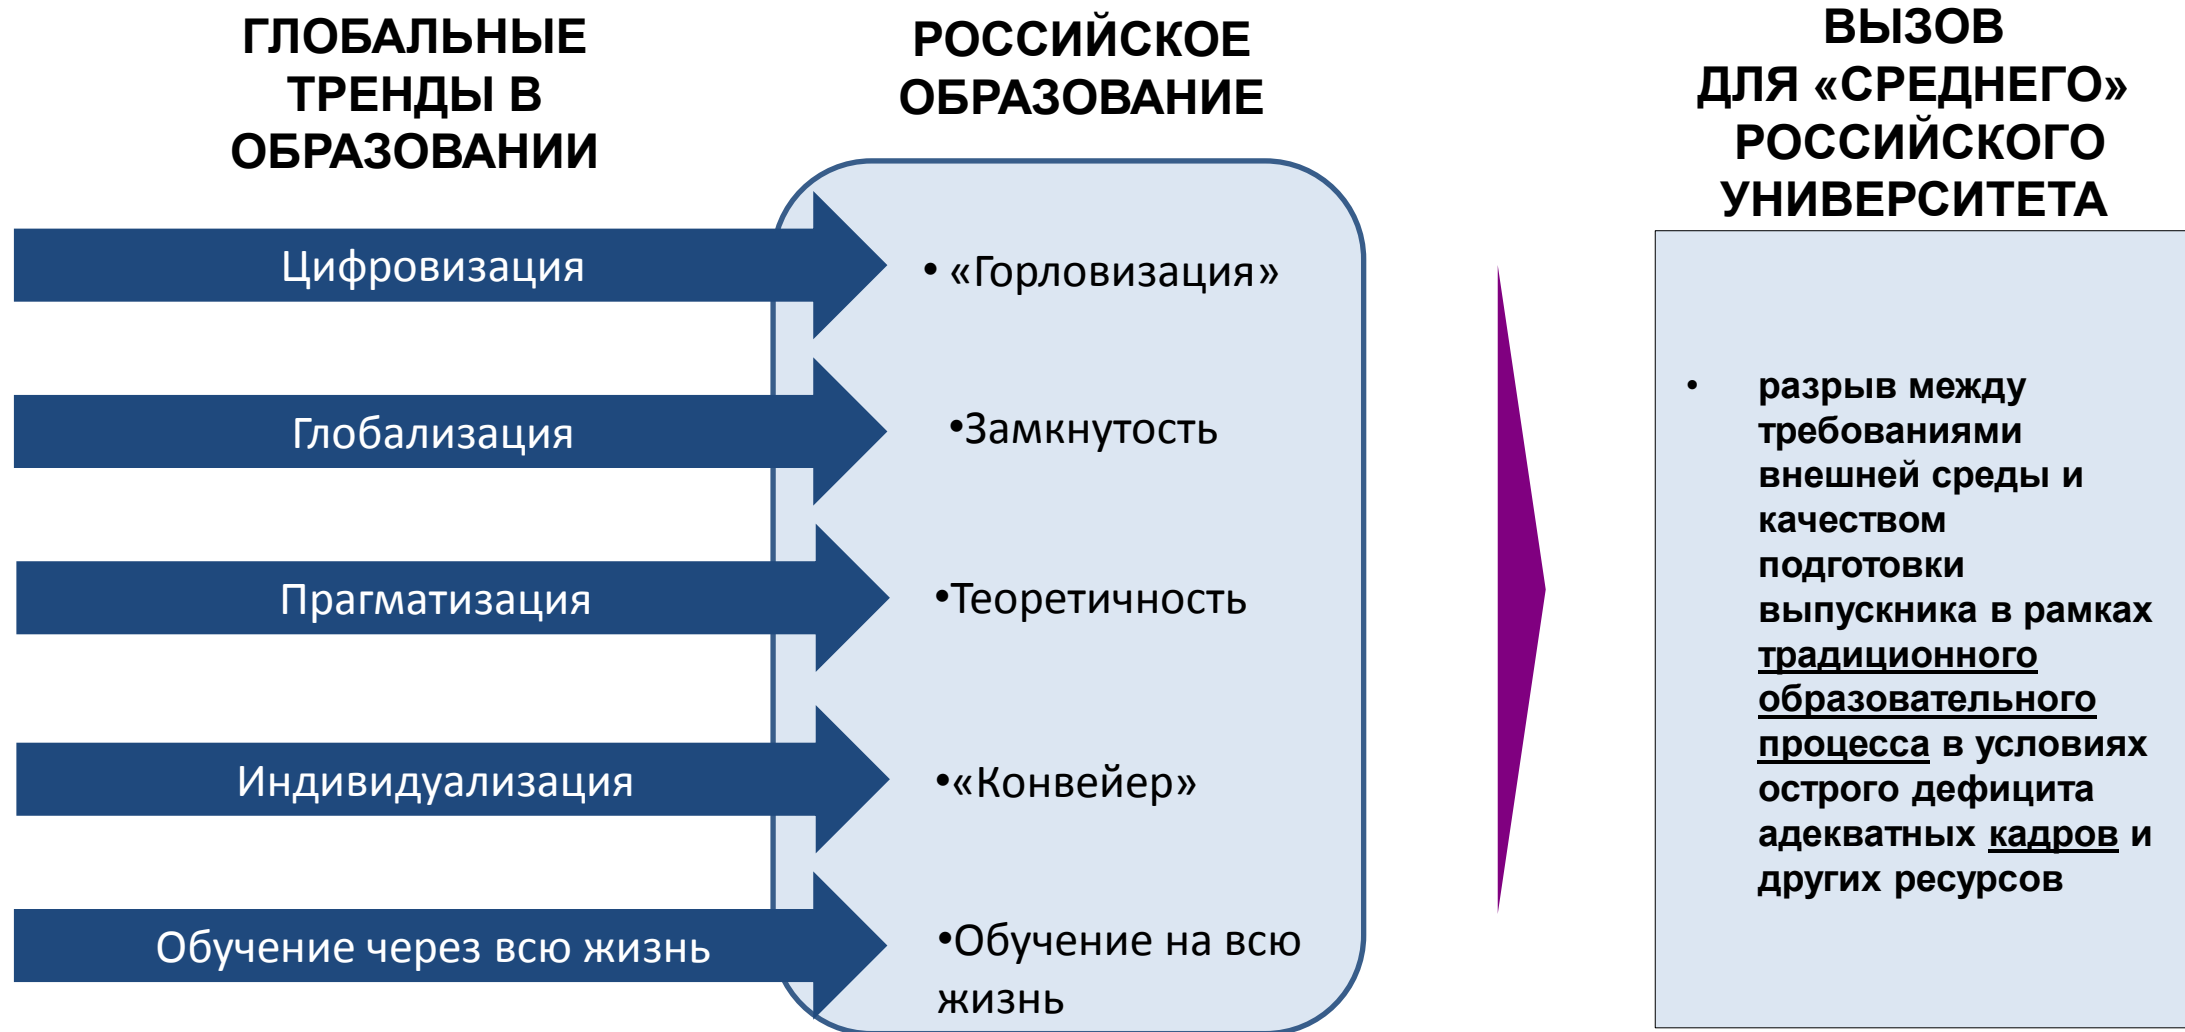 ГЛОБАЛЬНЫЕ
ТРЕНДЫ В
ОБРАЗОВАНИИ
РОССИЙСКОЕ
ОБРАЗОВАНИЕ
ВЫЗОВ
ДЛЯ «СРЕДНЕГО»
РОССИЙСКОГО
УНИВЕРСИТЕТА
Цифровизация
• «Горловизация»
Глобализация
•Замкнутость
Прагматизация
•Теоретичность
Индивидуализация
•«Конвейер»
Обучение через всю жизнь
•Обучение на всю
жизнь
• разрыв между
требованиями
внешней среды и
качеством
подготовки
выпускника в рамках
традиционного
образовательного
процесса в условиях
острого дефицита
адекватных кадров и
других ресурсов